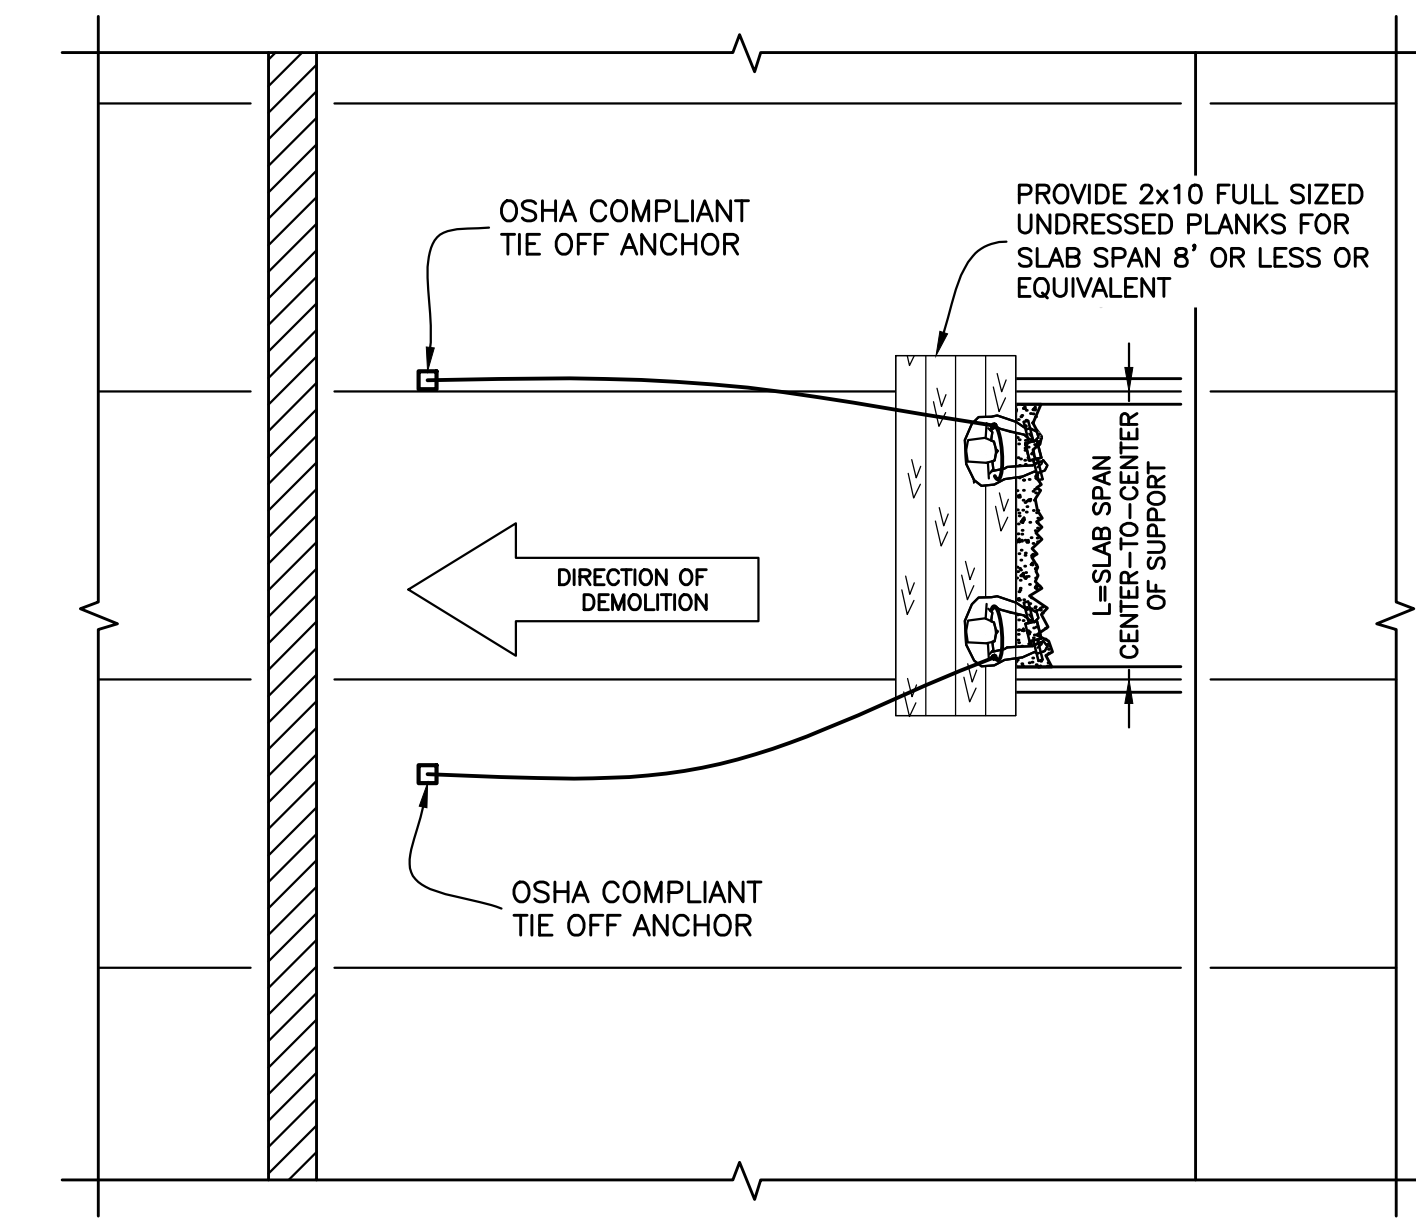 PROVIDE 2x10 FULL SIZED
UNDRESSED PLANKS FOR
SLAB SPAN 8' OR LESS OR
EQUIVALENT
OSHA COMPLIANT
TIE OFF ANCHOR
L=SLAB SPAN
CENTER-TO-CENTER
OF SUPPORT
DIRECTION OF
DEMOLITION
OSHA COMPLIANT
TIE OFF ANCHOR